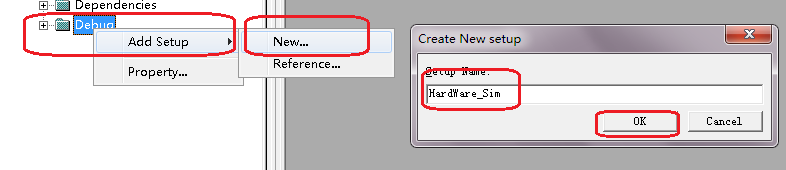 Dependencies
Debug
Add Setup
Property...
New...
Reference...
Create New setup
Setup Name:
HardWare_Sim
OK
Cancel